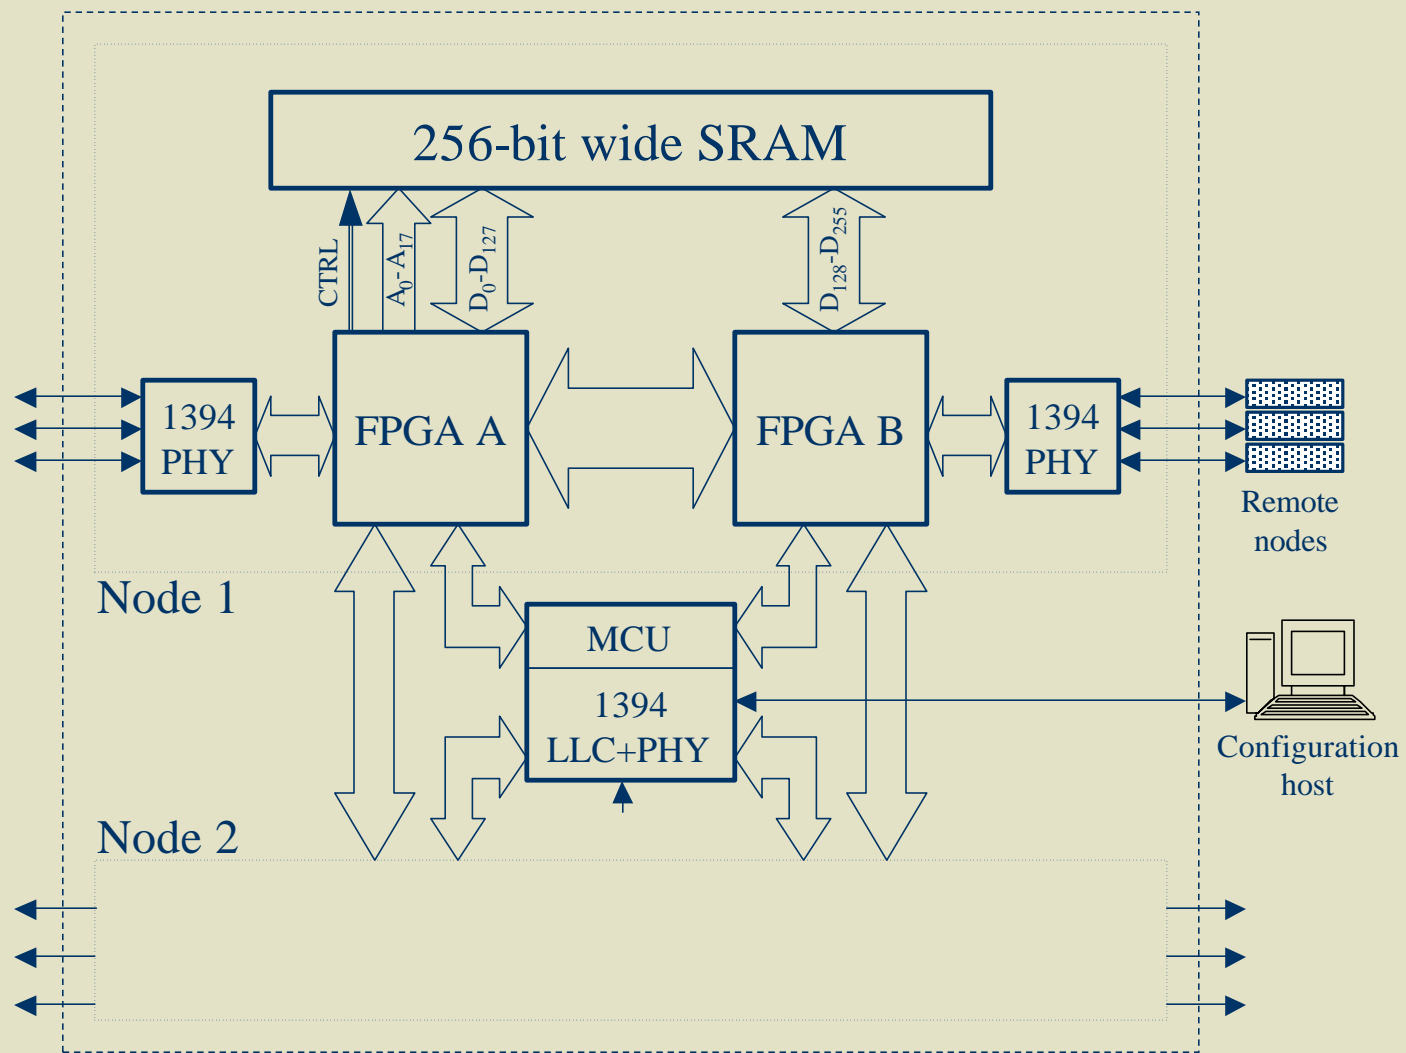 256-bit wide SRAM
CTRL
A0-A17
D0-D127
D128-D255
1394
PHY
FPGA A
FPGA B
1394
PHY
Remote
nodes
Node 1
MCU
1394
LLC+PHY
Configuration
host
Node 2